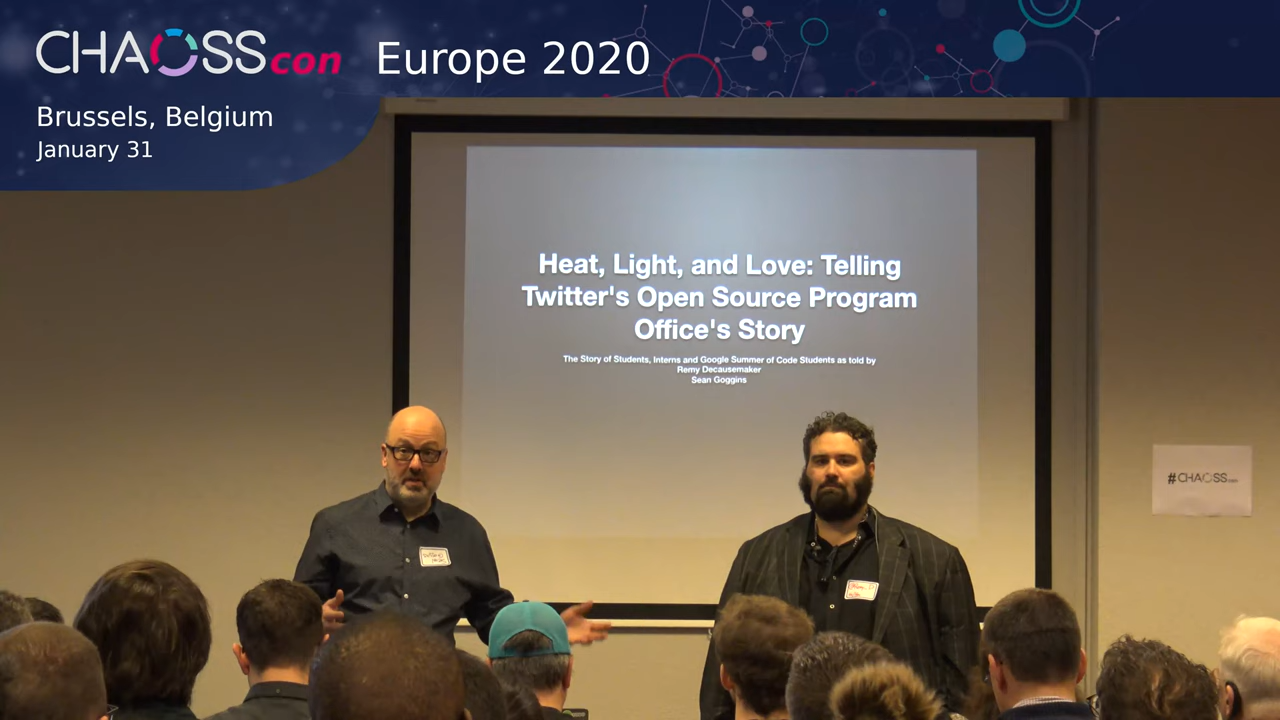 CHAOSScon Europe 2020
Brussels, Belgium
January 31
Heat, Light, and Love: Telling
Twitter's Open Source Program
Office's Story
The Story of Students, Interns and Google Summer of Code Students as told by
Remy Decausemaker
Sean Goggins
#CHAOSScon